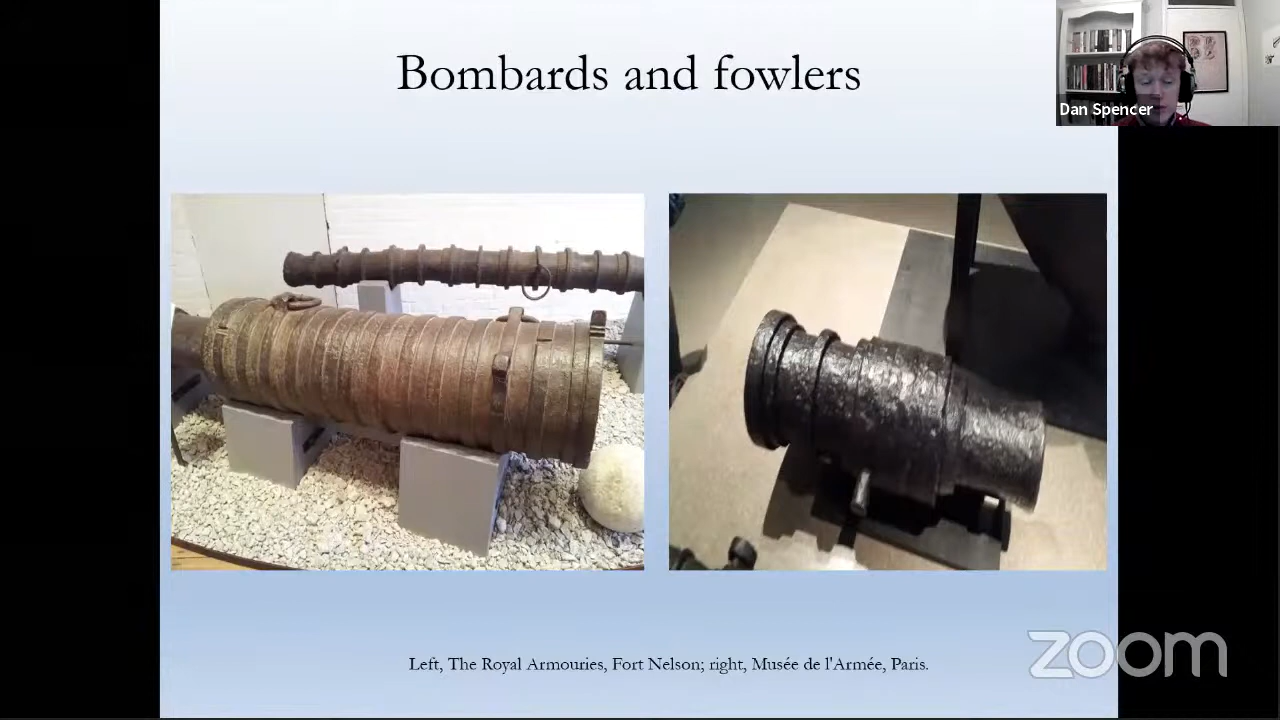 Bombards and fowlers
Dan Spencer
Left, The Royal Armouries, Fort Nelson; right, Musée de l'Armée, Paris.
zoom